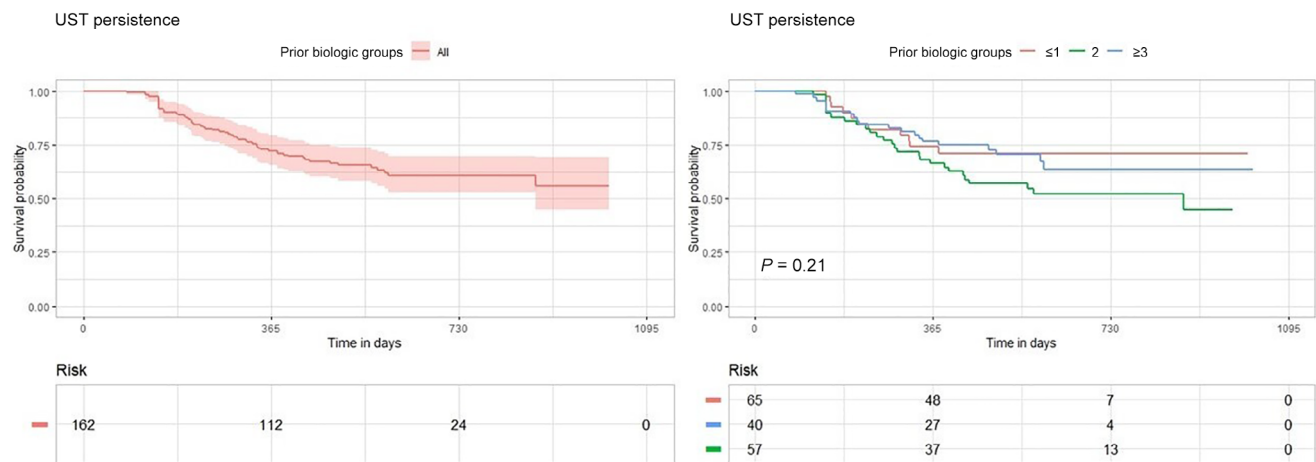 UST persistence
Prior biologic groups All
Survival probability
1.00
0.75
0.50
0.25
0.00
0 365 730 1095
Time in days
Risk
162 112 24 0
UST persistence
Prior biologic groups ≤1 2 ≥3
Survival probability
1.00
0.75
0.50
0.25
0.00
P = 0.21
0 365 730 1095
Time in days
Risk
65 48 7 0
40 27 4 0
57 37 13 0